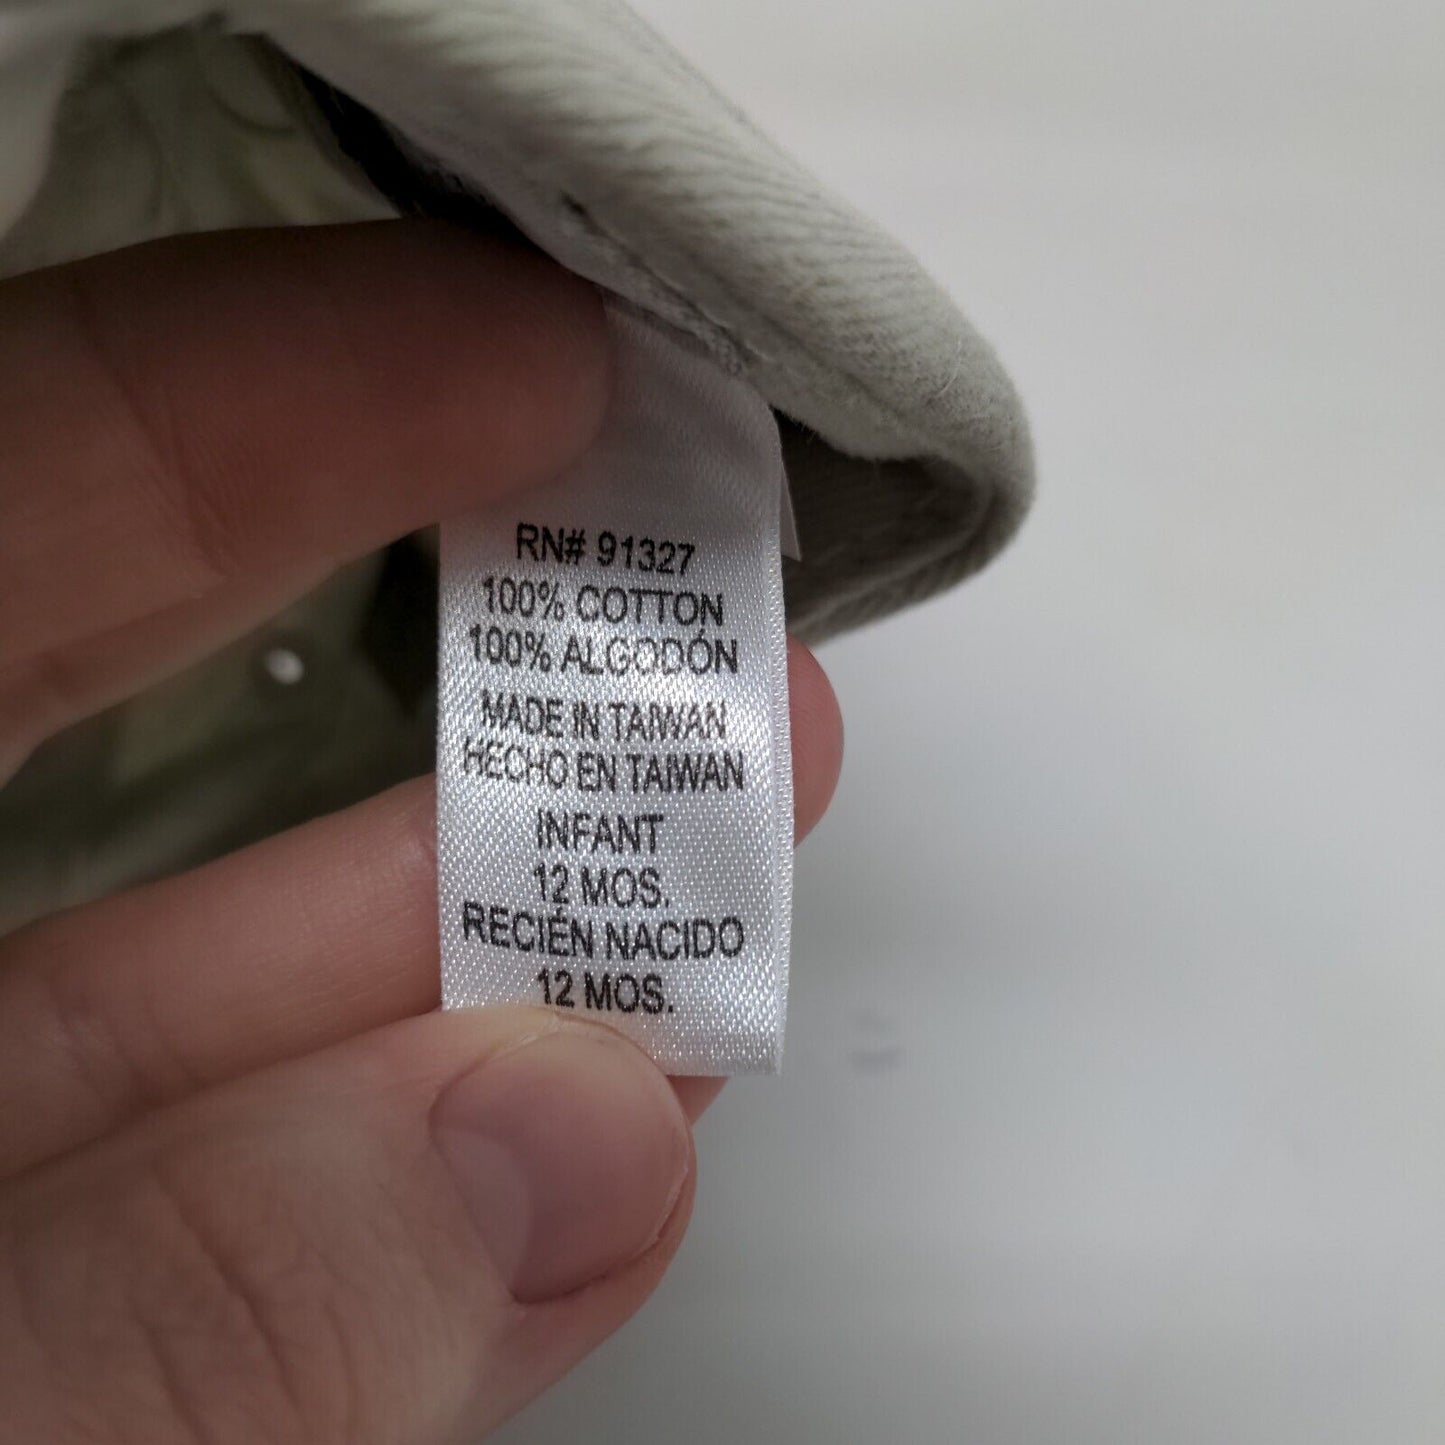 RN# 91327
100% COTTON
100% ALGODÓN
MADE IN TAIWAN
HECHO EN TAIWAN
INFANT
12 MOS.
RECIÉN NACIDO
12 MOS.